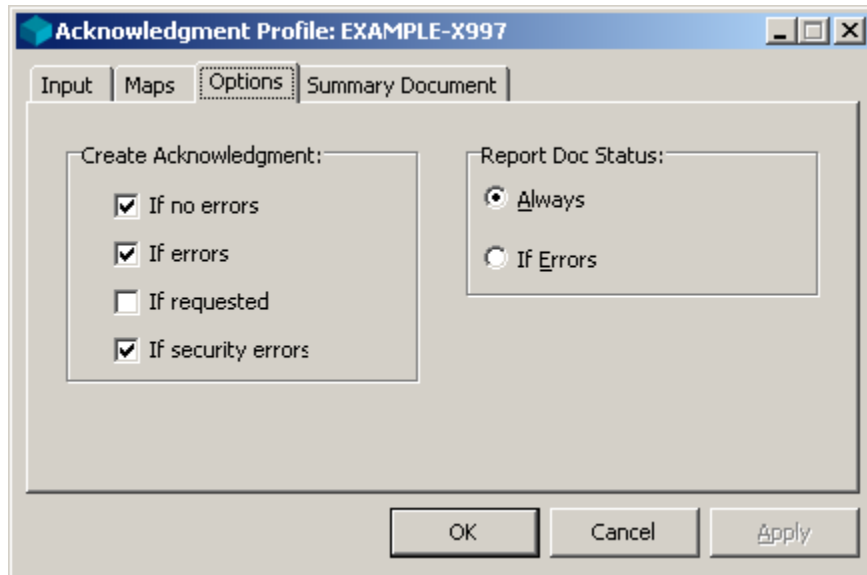 Acknowledgment Profile: EXAMPLE-X997
Input Maps Options Summary Document
Create Acknowledgment:
If no errors
If errors
If requested
If security errors
Report Doc Status:
Always
If Errors
OK Cancel Apply